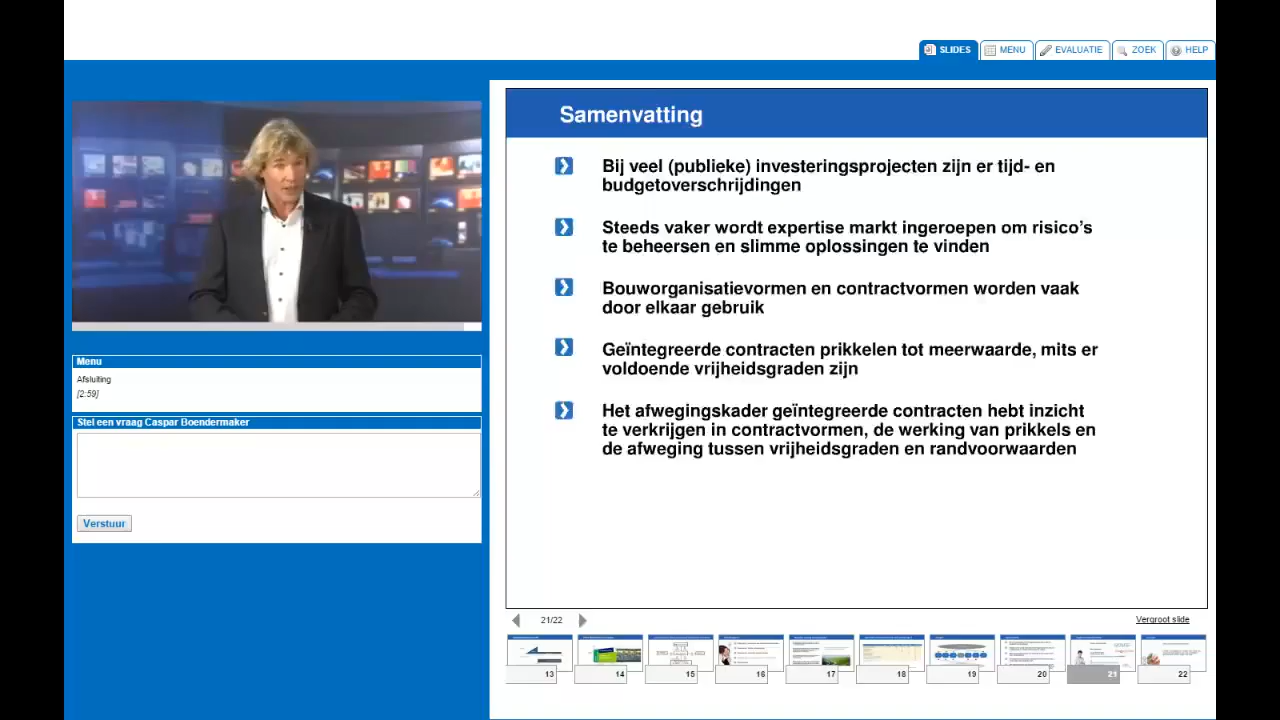 SLIDES
MENU
EVALUATIE
ZOEK
HELP
Samenvatting
Bij veel (publieke) investeringsprojecten zijn er tijd- en
budgetoverschrijdingen
Steeds vaker wordt expertise markt ingeroepen om risico's
te beheersen en slimme oplossingen te vinden
Bouworganisatievormen en contractvormen worden vaak
door elkaar gebruik
Geïntegreerde contracten prikkelen tot meerwaarde, mits er
voldoende vrijheidsgraden zijn
Het afwegingskader geïntegreerde contracten hebt inzicht
te verkrijgen in contractvormen, de werking van prikkels en
de afweging tussen vrijheidsgraden en randvoorwaarden
Menu
Afsluiting
[2:59]
Stel een vraag Caspar Boendermaker
Verstuur
21/22
Vergroot slide
13
14
15
16
17
18
19
20
21
22